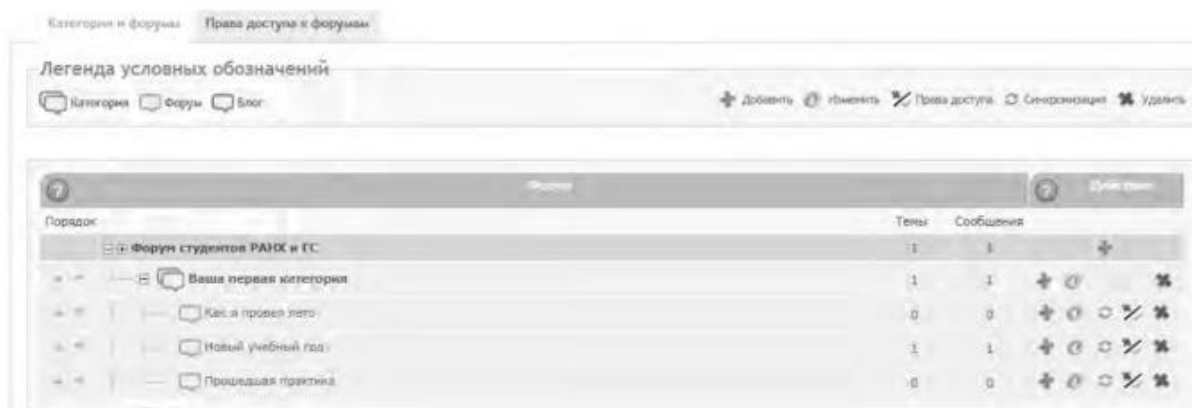 Категории и форумы Права доступа к форумам
Легенда условных обозначений
Категория Форум Блог Добавить Изменить Права доступа Синхронизация Удалить
? Форум ? Действия
Порядок Темы Сообщения
Форум студентов РАНХ и ГС 1 1
Ваша первая категория 1 1
Как я провел лето 0 0
Новый учебный год 1 1
Прошедшая практика 0 0